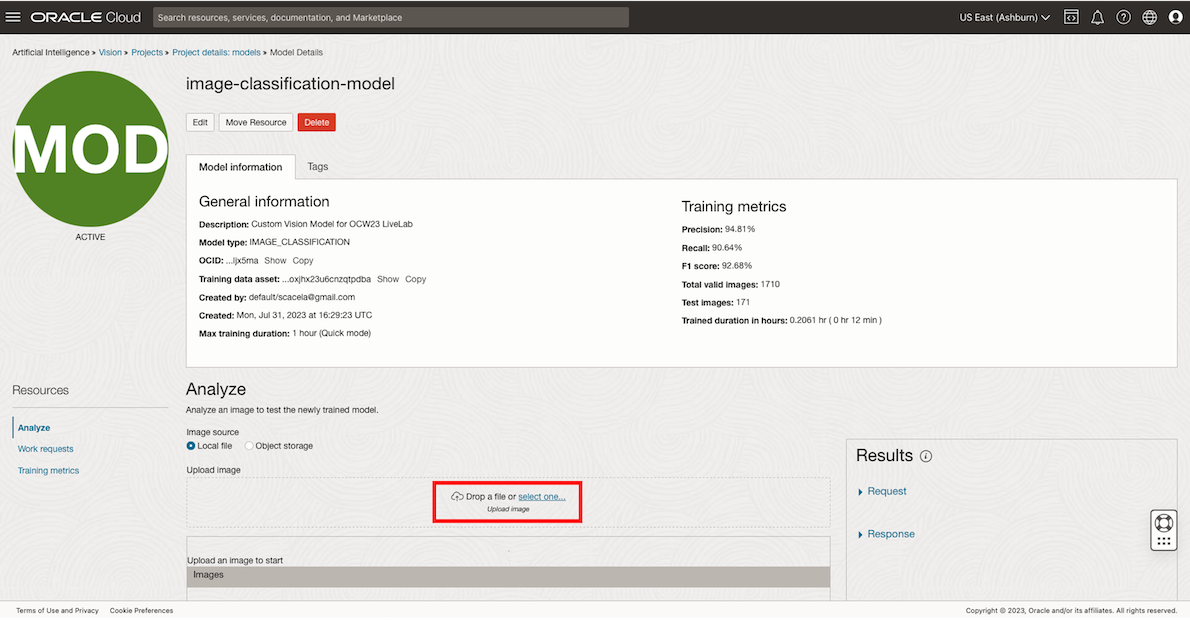 ORACLE Cloud
Search resources, services, documentation, and Marketplace
US East (Ashburn)
Artificial Intelligence » Vision » Projects » Project details: models » Model Details
MOD
ACTIVE
image-classification-model
Edit
Move Resource
Delete
Model information
Tags
General information
Description: Custom Vision Model for OCW23 LiveLab
Model type: IMAGE_CLASSIFICATION
OCID: ...ljx5ma Show Copy
Training data asset: ...oxjhx23u6cnzqtpdba Show Copy
Created by: default/scacela@gmail.com
Created: Mon, Jul 31, 2023 at 16:29:23 UTC
Max training duration: 1 hour (Quick mode)
Training metrics
Precision: 94.81%
Recall: 90.64%
F1 score: 92.68%
Total valid images: 1710
Test images: 171
Trained duration in hours: 0.2061 hr ( 0 hr 12 min )
Resources
Analyze
Work requests
Training metrics
Analyze
Analyze an image to test the newly trained model.
Image source
Local file
Object storage
Upload image
Drop a file or select one...
Upload image
Upload an image to start
Images
Results
Request
Response
Terms of Use and Privacy
Cookie Preferences
Copyright © 2023, Oracle and/or its affiliates. All rights reserved.